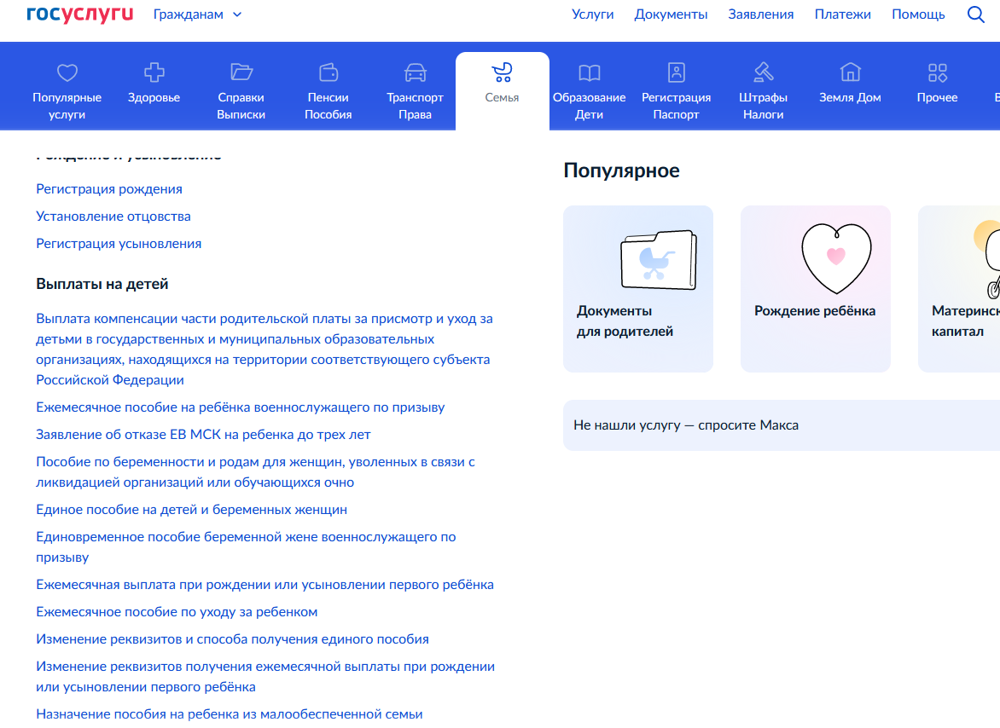 госуслуги
Гражданам
Услуги
Документы
Заявления
Платежи
Помощь
Популярные
услуги
Здоровье
Справки
Выписки
Пенсии
Пособия
Транспорт
Права
Семья
Образование
Дети
Регистрация
Паспорт
Штрафы
Налоги
Земля Дом
Прочее
Рождение и усыновление
Регистрация рождения
Установление отцовства
Регистрация усыновления
Выплаты на детей
Выплата компенсации части родительской платы за присмотр и уход за
детьми в государственных и муниципальных образовательных
организациях, находящихся на территории соответствующего субъекта
Российской Федерации
Ежемесячное пособие на ребёнка военнослужащего по призыву
Заявление об отказе ЕВ МСК на ребенка до трех лет
Пособие по беременности и родам для женщин, уволенных в связи с
ликвидацией организаций или обучающихся очно
Единое пособие на детей и беременных женщин
Единовременное пособие беременной жене военнослужащего по
призыву
Ежемесячная выплата при рождении или усыновлении первого ребёнка
Ежемесячное пособие по уходу за ребенком
Изменение реквизитов и способа получения единого пособия
Изменение реквизитов получения ежемесячной выплаты при рождении
или усыновлении первого ребёнка
Назначение пособия на ребенка из малообеспеченной семьи
Популярное
Документы
для родителей
Рождение ребёнка
Материнск
капитал
Не нашли услугу — спросите Макса